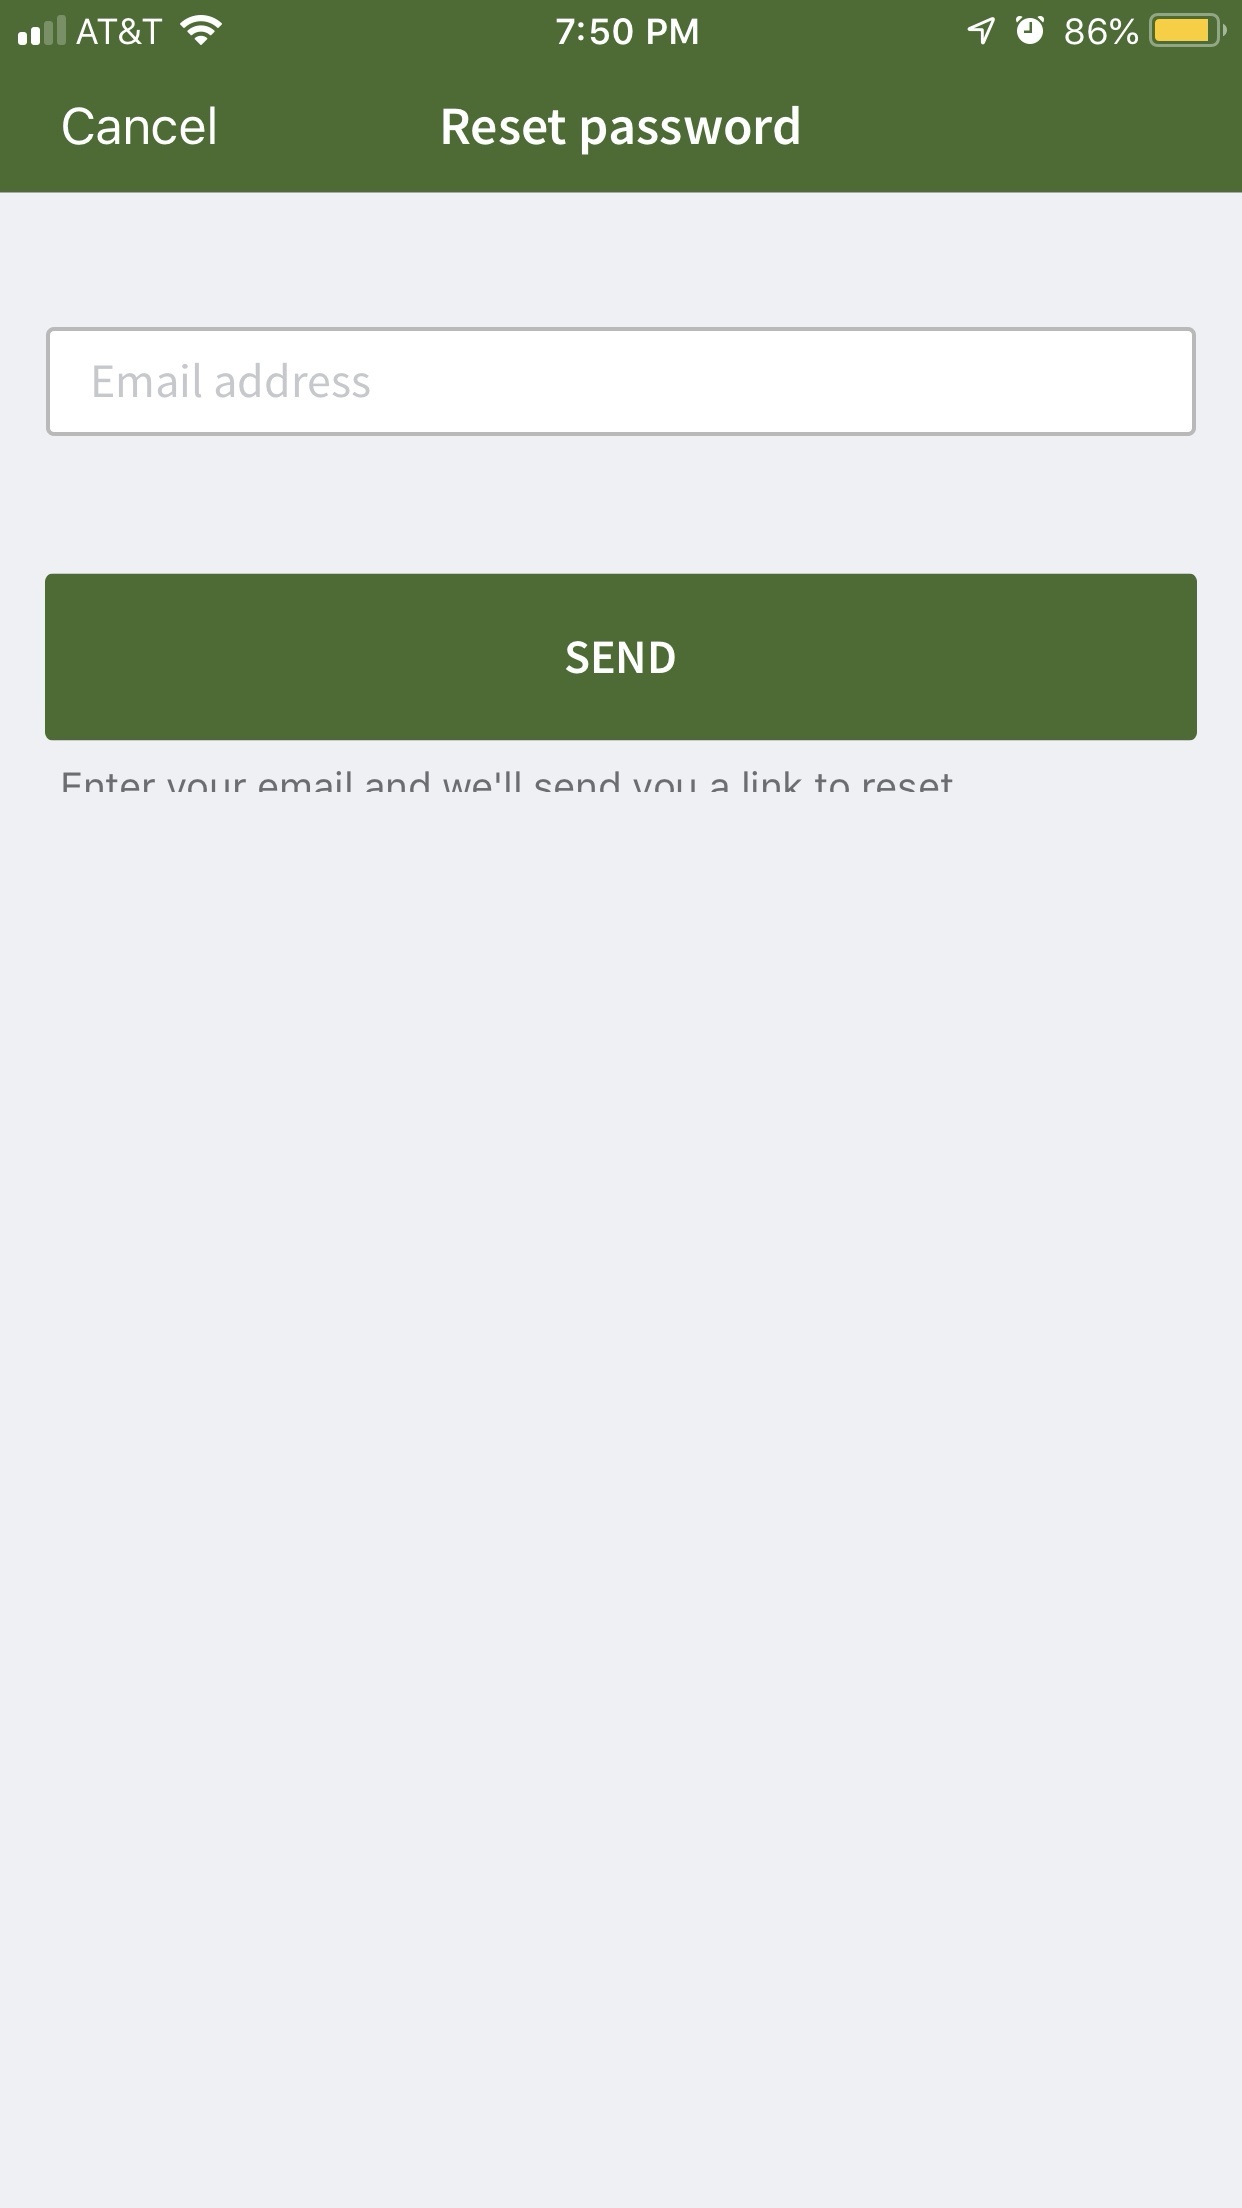 AT&T 7:50 PM 86%
Cancel Reset password
Email address
SEND
Enter your email and we'll send you a link to reset